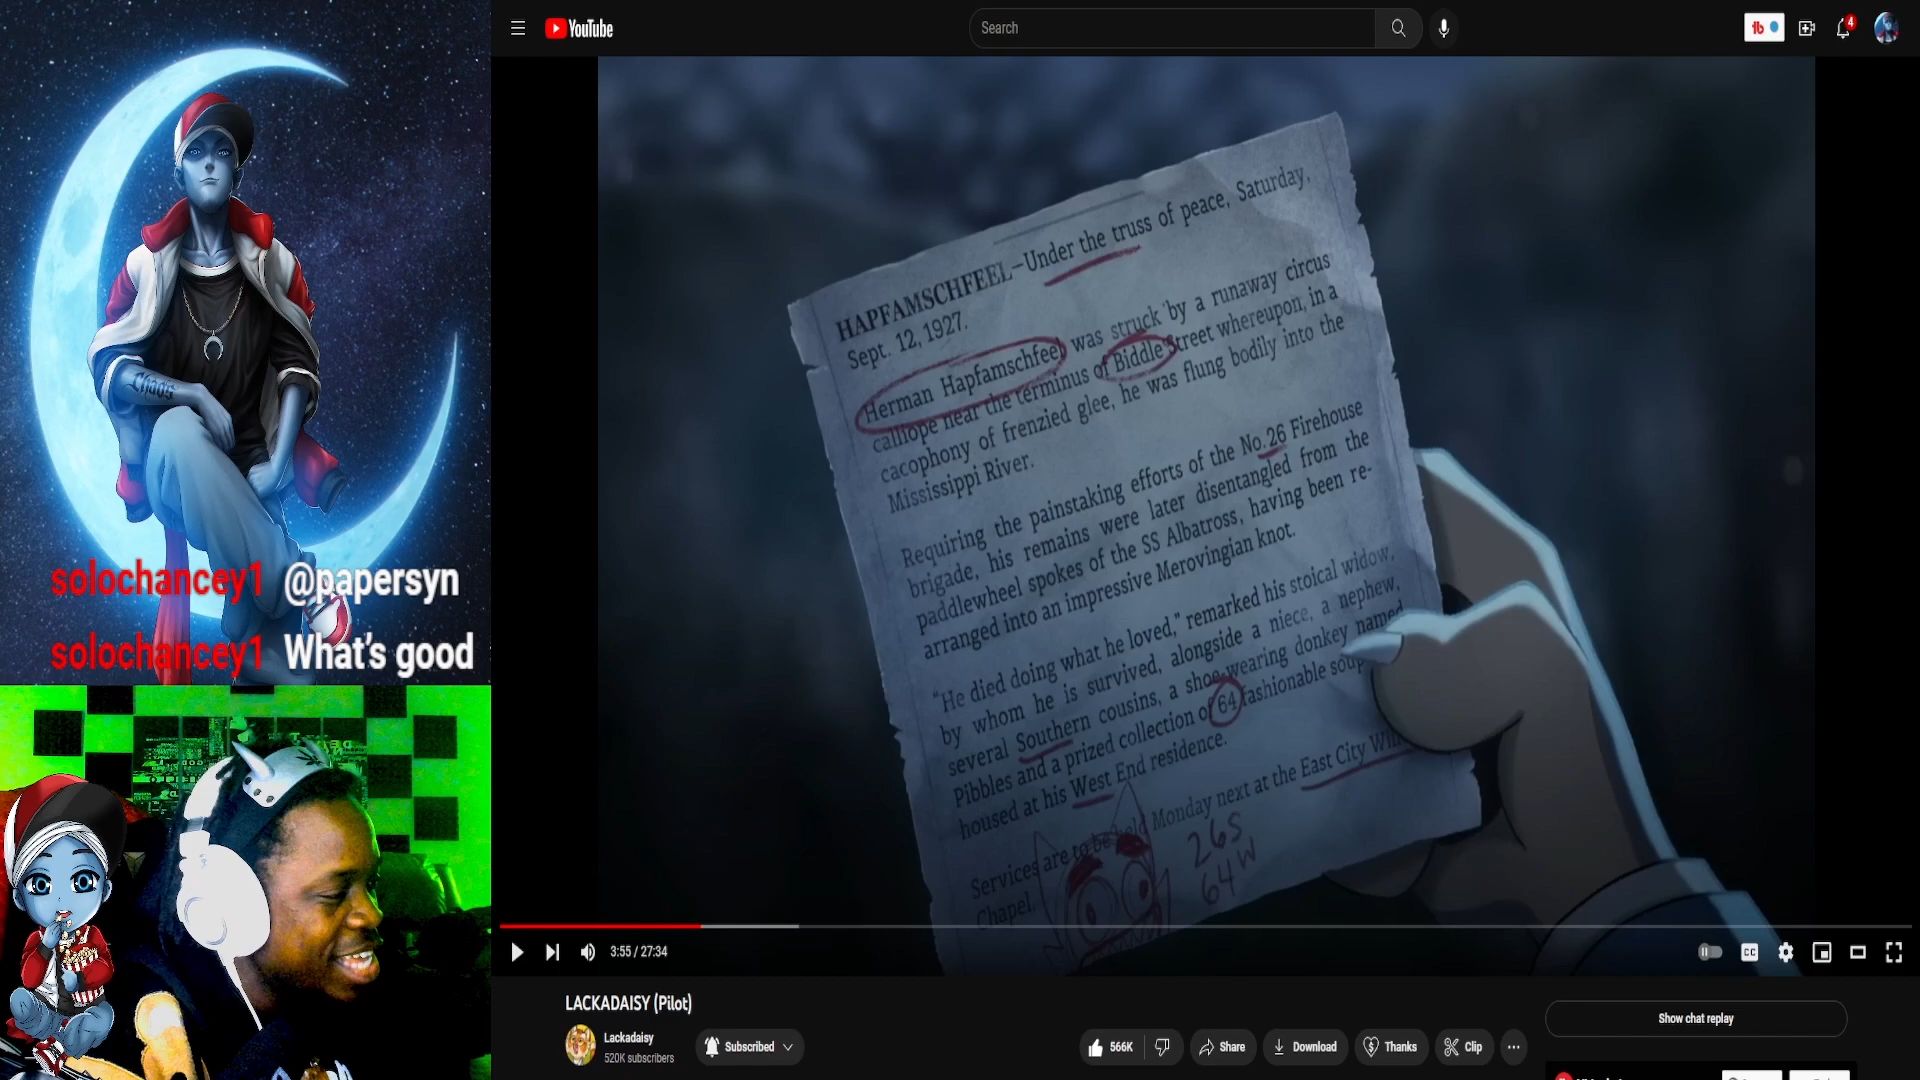 YouTube
Search
4
HAPFAMSCHFEEL–Under the truss of peace, Saturday,
Sept. 12, 1927.
Herman Hapfamschfeel was struck by a runaway circus
calliope near the terminus of Biddle Street whereupon, in a
cacophony of frenzied glee, he was flung bodily into the
Mississippi River.
Requiring the painstaking efforts of the No. 26 Firehouse
brigade, his remains were later disentangled from the
paddlewheel spokes of the SS Albatross, having been re-
arranged into an impressive Merovingian knot.
"He died doing what he loved," remarked his stoical widow,
by whom he is survived, alongside a niece, a nephew,
several Southern cousins, a shoe-wearing donkey named
Pibbles and a prized collection of 64 fashionable soup
housed at his West End residence.
Services are to be held Monday next at the East City
Chapel.
265
64W
Chaos
solochancey1 @papersyn
solochancey1 What's good
3:55 / 27:34
CC
LACKADAISY (Pilot)
Lackadaisy
520K subscribers
Subscribed
566K
Share
Download
Thanks
Clip
Show chat replay